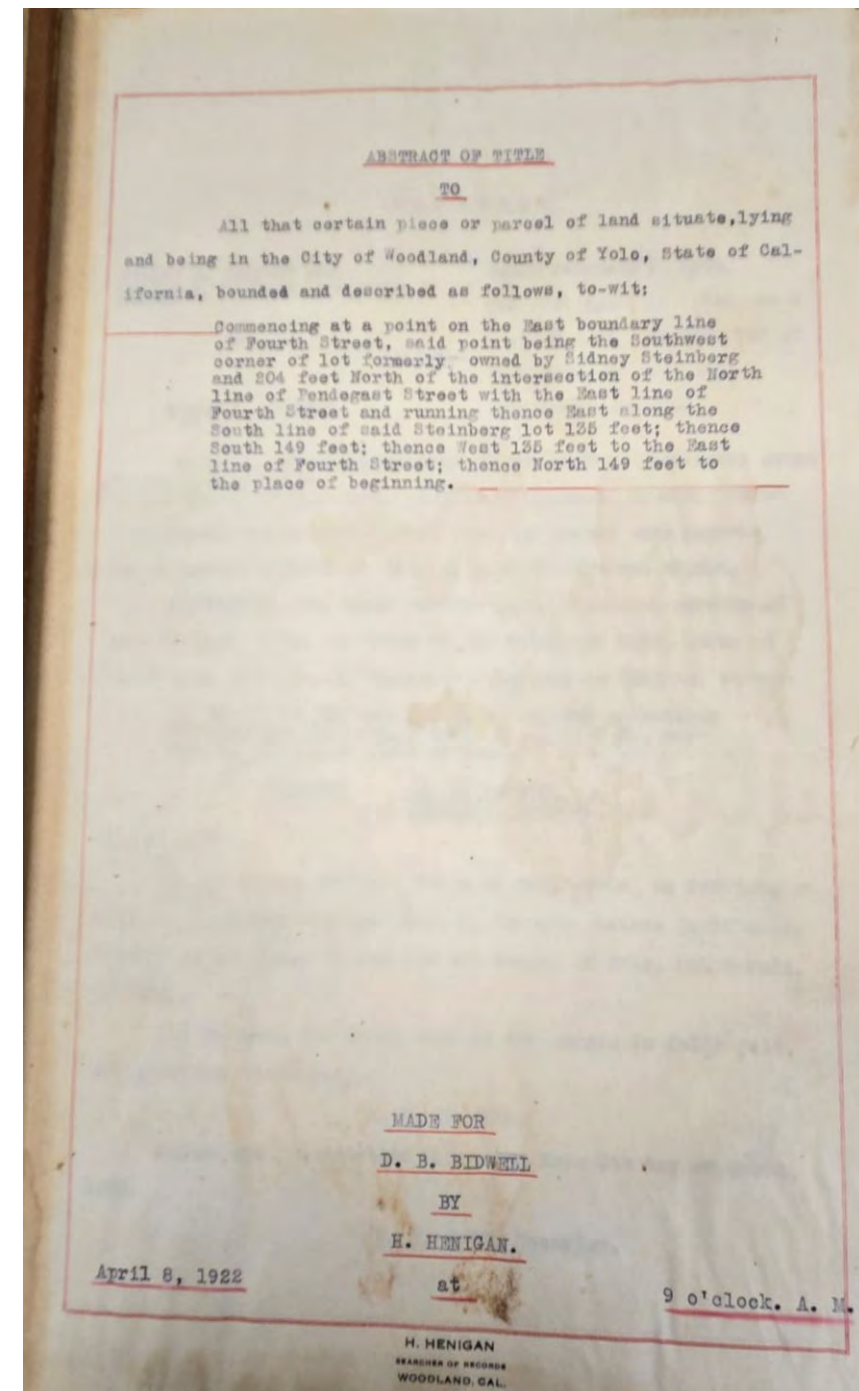 ABSTRACT OF TITLE
TO
All that certain piece or parcel of land situate,lying
and being in the City of Woodland, County of Yolo, State of Cal-
ifornia, bounded and described as follows, to-wit:
Commencing at a point on the East boundary line
of Fourth Street, said point being the Southwest
corner of lot formerly owned by Sidney Steinberg
and 204 feet North of the intersection of the North
line of Pendegast Street with the East line of
Fourth Street and running thence East along the
South line of said Steinberg lot 135 feet; thence
South 149 feet; thence West 135 feet to the East
line of Fourth Street; thence North 149 feet to
the place of beginning.
MADE FOR
D. B. BIDWELL
BY
H. HENIGAN.
April 8, 1922
at
9 o'clock. A. M.
H. HENIGAN
SEARCHER OF RECORDS
WOODLAND, CAL.